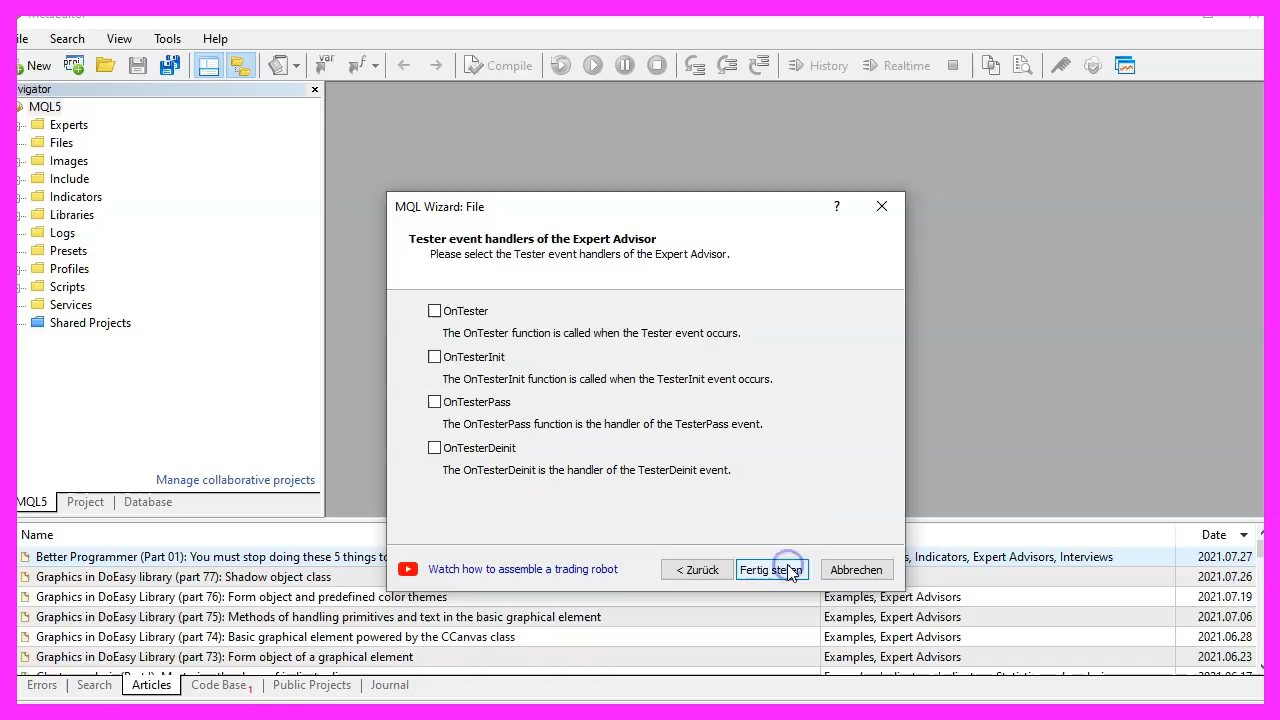 ile Search View Tools Help
New Compile History Realtime
vigator
MQL5
Experts
Files
Images
Include
Indicators
Libraries
Logs
Presets
Profiles
Scripts
Services
Shared Projects
Manage collaborative projects
MQL5 Project Database
MQL Wizard: File ?
Tester event handlers of the Expert Advisor
Please select the Tester event handlers of the Expert Advisor.
OnTester
The OnTester function is called when the Tester event occurs.
OnTesterInit
The OnTesterInit function is called when the TesterInit event occurs.
OnTesterPass
The OnTesterPass function is the handler of the TesterPass event.
OnTesterDeinit
The OnTesterDeinit is the handler of the TesterDeinit event.
Watch how to assemble a trading robot < Zurück Fertig Abbrechen
Name Date
Better Programmer (Part 01): You must stop doing these 5 things to s, Indicators, Expert Advisors, Interviews 2021.07.27
Graphics in DoEasy library (part 77): Shadow object class 2021.07.26
Graphics in DoEasy Library (part 76): Form object and predefined color themes Examples, Expert Advisors 2021.07.19
Graphics in DoEasy Library (part 75): Methods of handling primitives and text in the basic graphical element Examples, Expert Advisors 2021.07.06
Graphics in DoEasy Library (part 74): Basic graphical element powered by the CCanvas class Examples, Expert Advisors 2021.06.28
Graphics in DoEasy Library (part 73): Form object of a graphical element Examples, Expert Advisors 2021.06.23
Errors Search Articles Code Base 1 Public Projects Journal